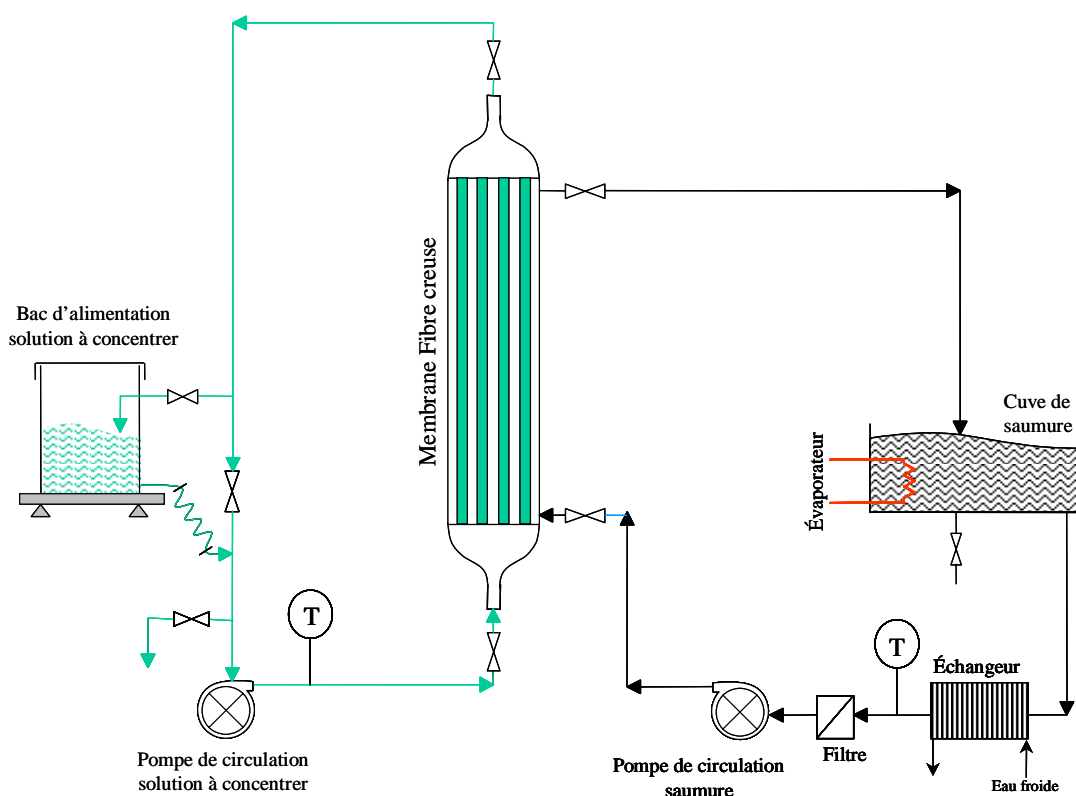 Bac d’alimentation
solution à concentrer
Membrane Fibre creuse
Cuve de
saumure
Évaporateur
T
T
Échangeur
Filtre
Eau froide
Pompe de circulation
solution à concentrer
Pompe de circulation
saumure